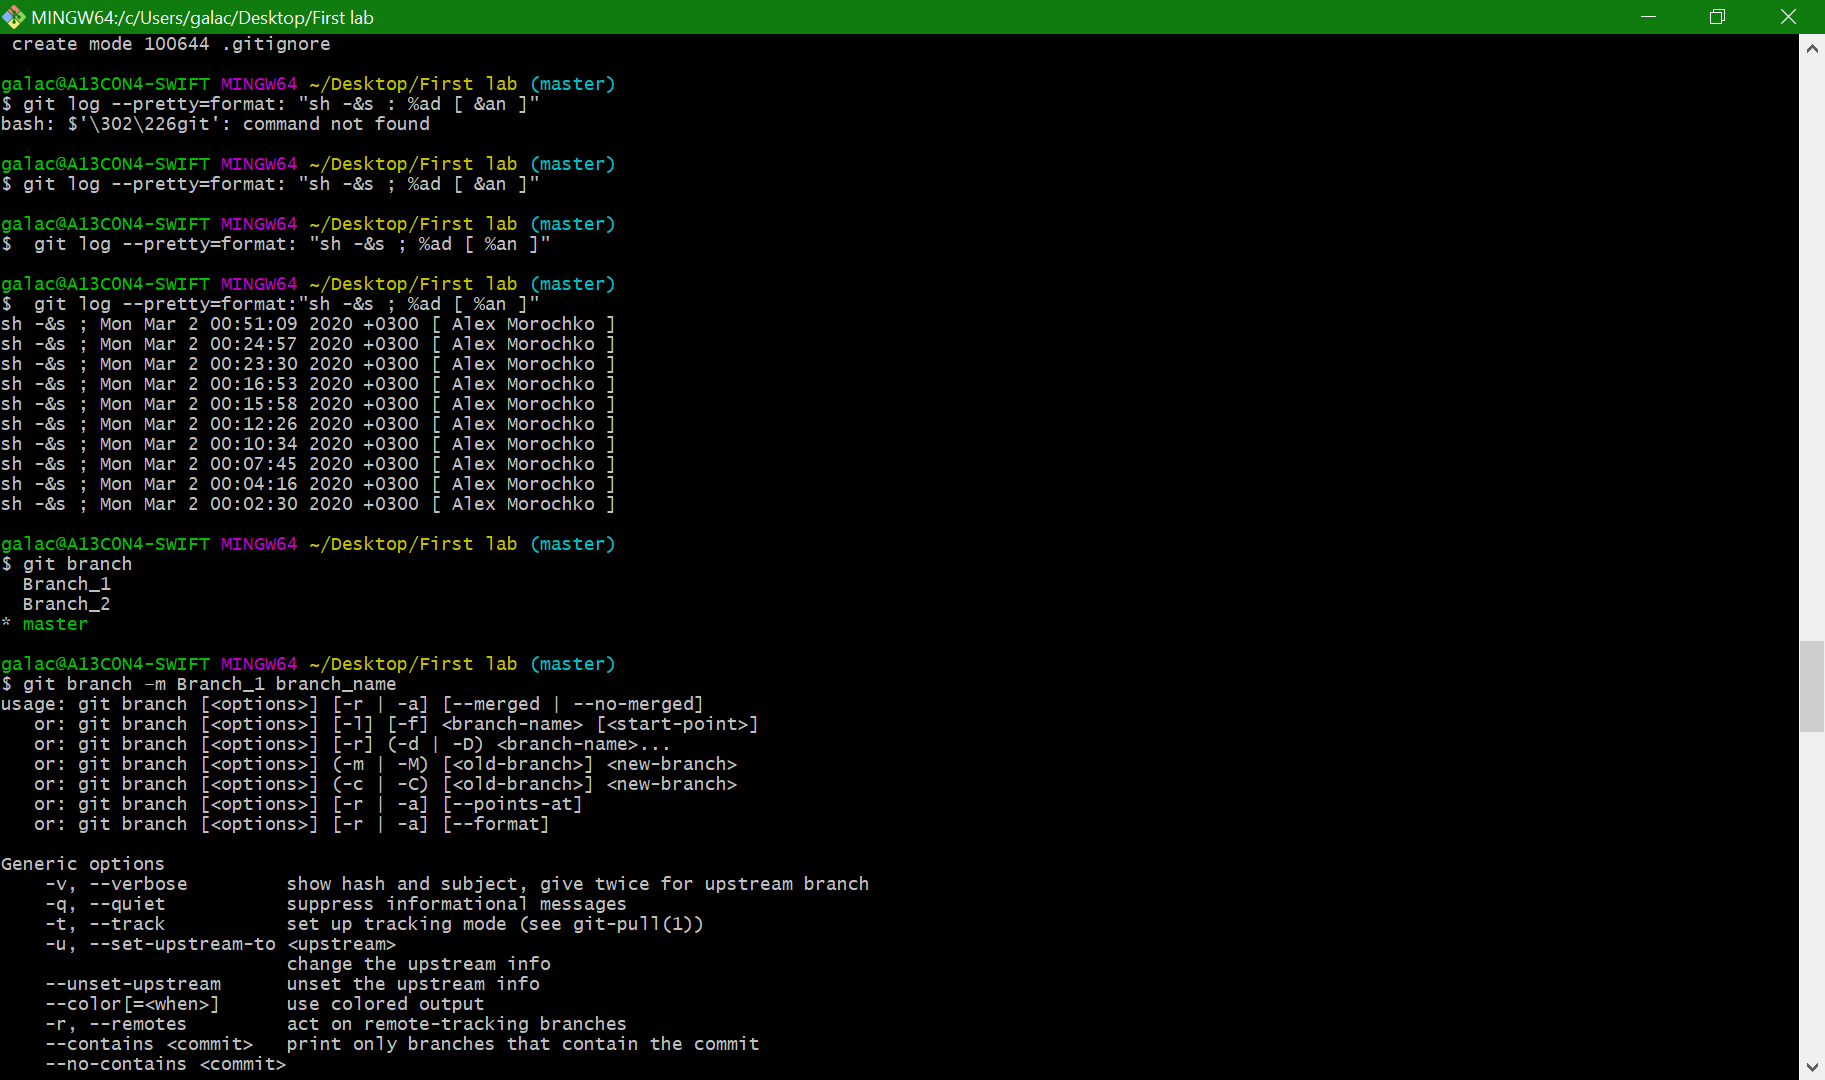 MINGW64:/c/Users/galac/Desktop/First lab
 create mode 100644 .gitignore

galac@A13CON4-SWIFT MINGW64 ~/Desktop/First lab (master)
$ git log --pretty=format: "sh -&s : %ad [ &an ]"
bash: $'\302\226git': command not found

galac@A13CON4-SWIFT MINGW64 ~/Desktop/First lab (master)
$ git log --pretty=format: "sh -&s ; %ad [ &an ]"

galac@A13CON4-SWIFT MINGW64 ~/Desktop/First lab (master)
$  git log --pretty=format: "sh -&s ; %ad [ %an ]"

galac@A13CON4-SWIFT MINGW64 ~/Desktop/First lab (master)
$  git log --pretty=format:"sh -&s ; %ad [ %an ]"
sh -&s ; Mon Mar 2 00:51:09 2020 +0300 [ Alex Morochko ]
sh -&s ; Mon Mar 2 00:24:57 2020 +0300 [ Alex Morochko ]
sh -&s ; Mon Mar 2 00:23:30 2020 +0300 [ Alex Morochko ]
sh -&s ; Mon Mar 2 00:16:53 2020 +0300 [ Alex Morochko ]
sh -&s ; Mon Mar 2 00:15:58 2020 +0300 [ Alex Morochko ]
sh -&s ; Mon Mar 2 00:12:26 2020 +0300 [ Alex Morochko ]
sh -&s ; Mon Mar 2 00:10:34 2020 +0300 [ Alex Morochko ]
sh -&s ; Mon Mar 2 00:07:45 2020 +0300 [ Alex Morochko ]
sh -&s ; Mon Mar 2 00:04:16 2020 +0300 [ Alex Morochko ]
sh -&s ; Mon Mar 2 00:02:30 2020 +0300 [ Alex Morochko ]

galac@A13CON4-SWIFT MINGW64 ~/Desktop/First lab (master)
$ git branch
  Branch_1
  Branch_2
* master

galac@A13CON4-SWIFT MINGW64 ~/Desktop/First lab (master)
$ git branch –m Branch_1 branch_name
usage: git branch [<options>] [-r | -a] [--merged | --no-merged]
   or: git branch [<options>] [-l] [-f] <branch-name> [<start-point>]
   or: git branch [<options>] [-r] (-d | -D) <branch-name>...
   or: git branch [<options>] (-m | -M) [<old-branch>] <new-branch>
   or: git branch [<options>] (-c | -C) [<old-branch>] <new-branch>
   or: git branch [<options>] [-r | -a] [--points-at]
   or: git branch [<options>] [-r | -a] [--format]

Generic options
    -v, --verbose         show hash and subject, give twice for upstream branch
    -q, --quiet           suppress informational messages
    -t, --track           set up tracking mode (see git-pull(1))
    -u, --set-upstream-to <upstream>
                          change the upstream info
    --unset-upstream      unset the upstream info
    --color[=<when>]      use colored output
    -r, --remotes         act on remote-tracking branches
    --contains <commit>   print only branches that contain the commit
    --no-contains <commit>